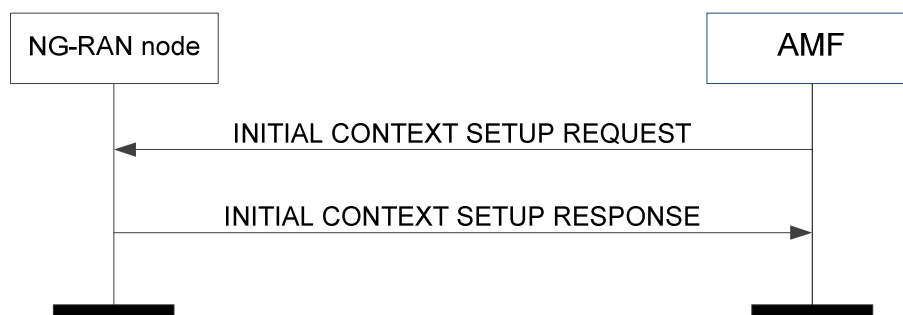 NG-RAN node
AMF
INITIAL CONTEXT SETUP REQUEST
INITIAL CONTEXT SETUP RESPONSE